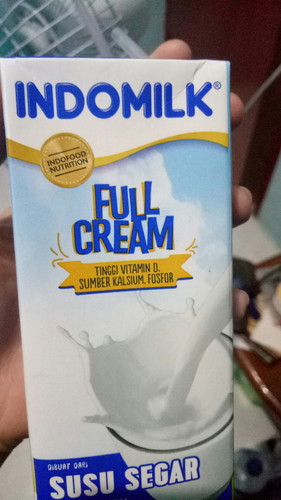 INDOMILK®
INDOFOOD
NUTRITION
FULL
CREAM
TINGGI VITAMIN D,
SUMBER KALSIUM, FOSFOR
DIBUAT DARI
SUSU SEGAR